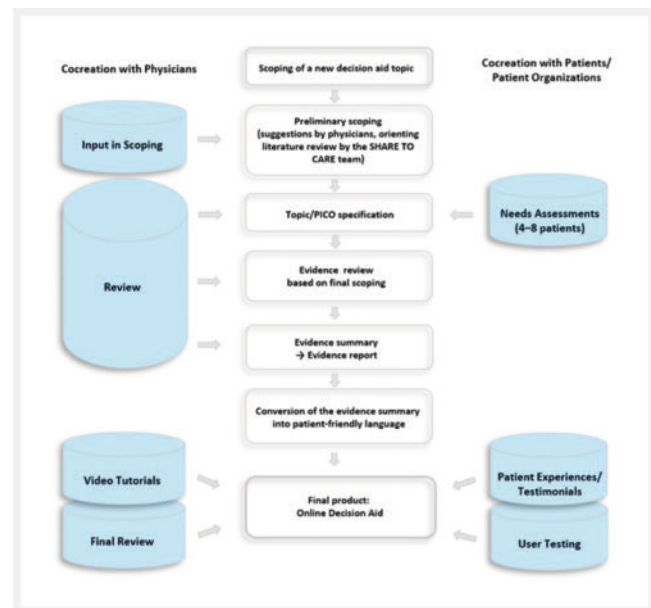 Cocreation with Physicians
Scoping of a new decision aid topic
Cocreation with Patients/
Patient Organizations
Input in Scoping
Preliminary scoping
(suggestions by physicians, orienting
literature review by the SHARE TO
CARE team)
Topic/PICO specification
Needs Assessments
(4–8 patients)
Review
Evidence review
based on final scoping
Evidence summary
→ Evidence report
Conversion of the evidence summary
into patient-friendly language
Video Tutorials
Final Review
Final product:
Online Decision Aid
Patient Experiences/
Testimonials
User Testing